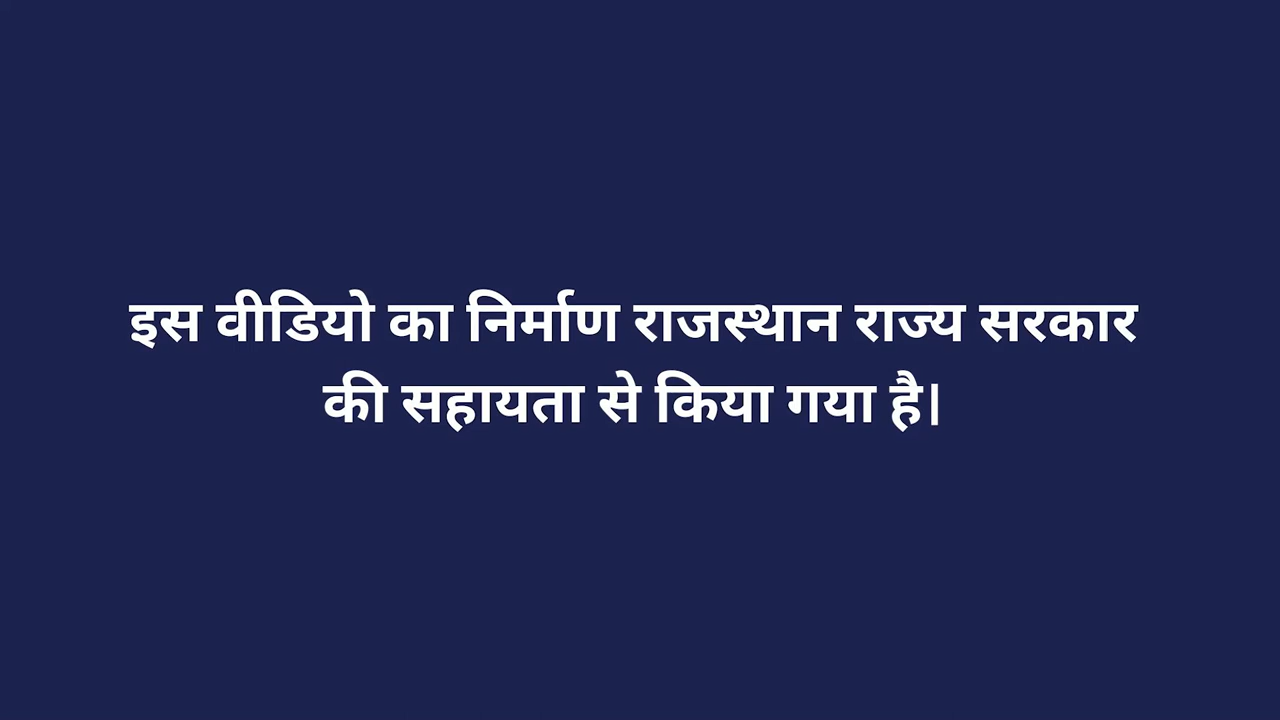 इस वीडियो का निर्माण राजस्थान राज्य सरकार
की सहायता से किया गया है।